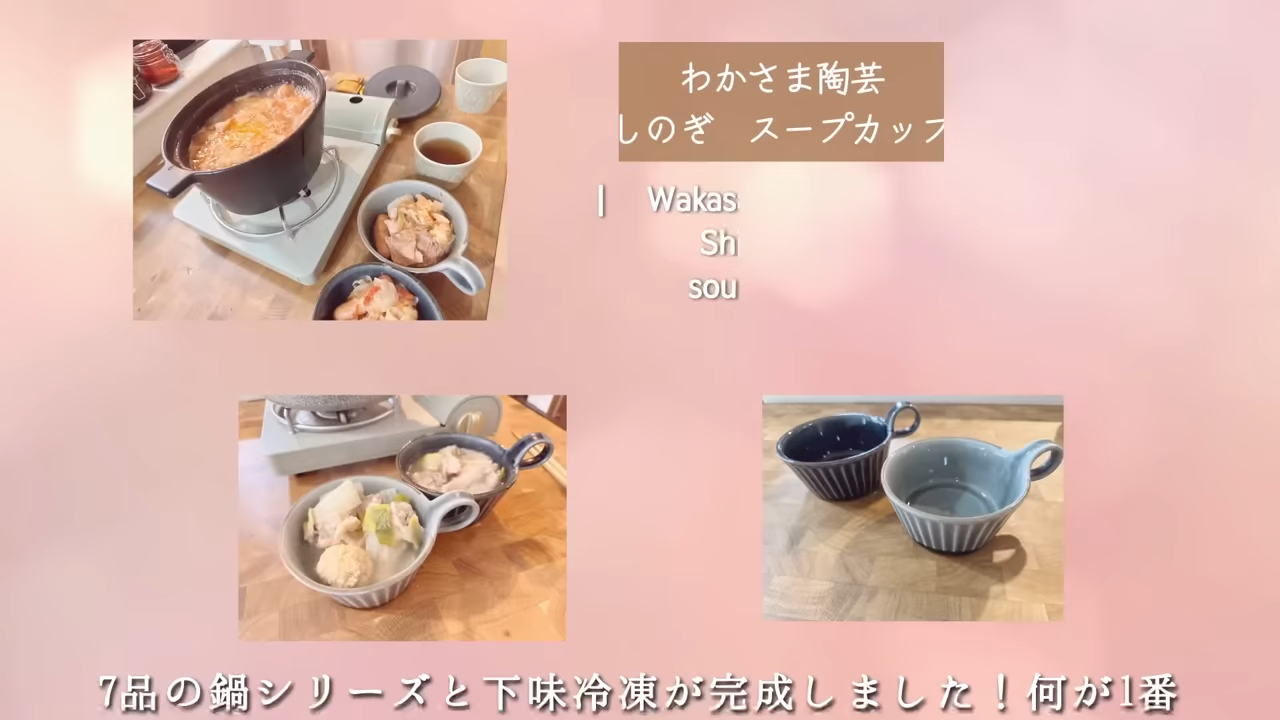 わかさま陶芸
しのぎ　スープカップ
|　Wakas
Sh
sou
7品の鍋シリーズと下味冷凍が完成しました！何が1番